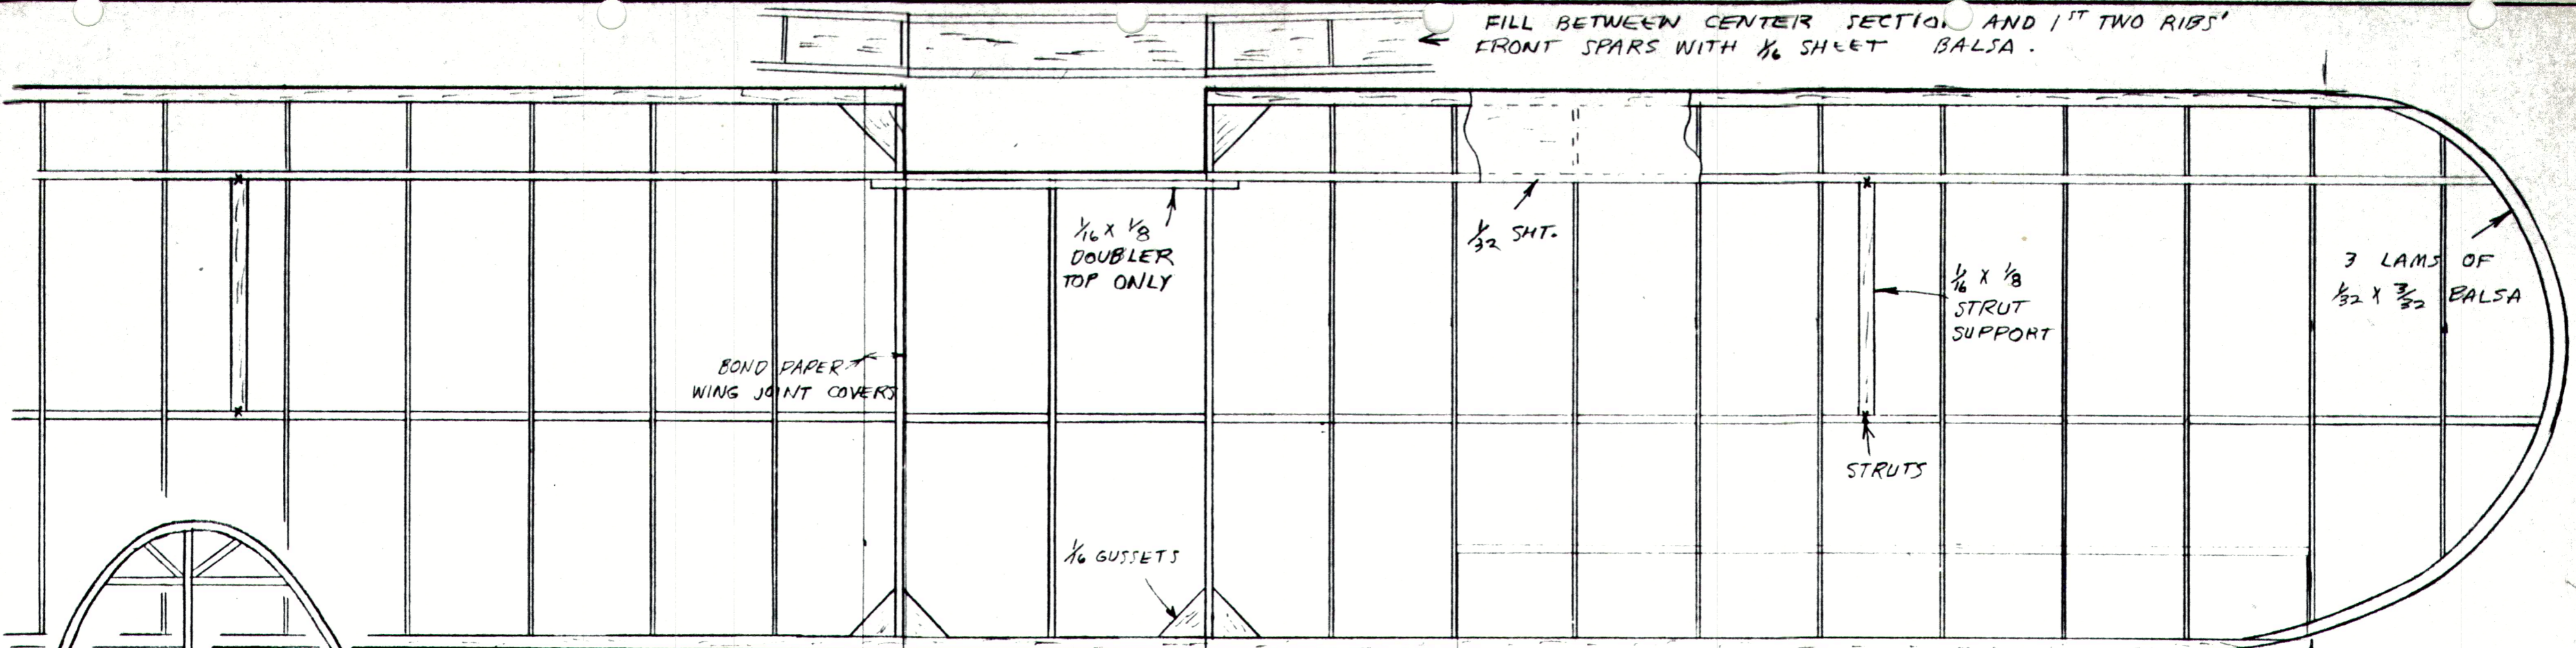 FILL BETWEEN CENTER SECTION AND 1ST TWO RIBS'
FRONT SPARS WITH 1/16 SHEET BALSA.
1/16 X 1/8
DOUBLER
TOP ONLY
1/32 SHT.
1/16 X 1/8
STRUT
SUPPORT
3 LAMS OF
1/32 X 3/32 BALSA
BOND PAPER
WING JOINT COVERS
STRUTS
1/16 GUSSETS